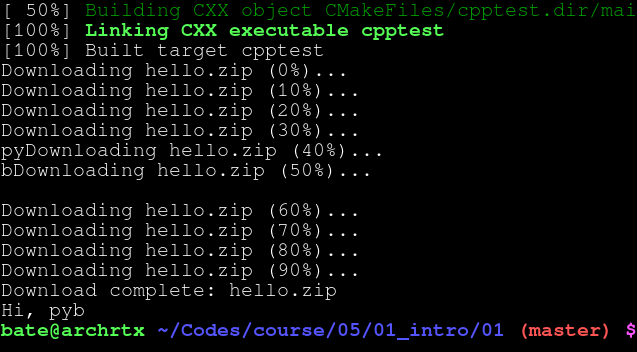 [ 50%] Building CXX object CMakeFiles/cpptest.dir/mai
[100%] Linking CXX executable cpptest
[100%] Built target cpptest
Downloading hello.zip (0%)...
Downloading hello.zip (10%)...
Downloading hello.zip (20%)...
Downloading hello.zip (30%)...
pyDownloading hello.zip (40%)...
bDownloading hello.zip (50%)...
Downloading hello.zip (60%)...
Downloading hello.zip (70%)...
Downloading hello.zip (80%)...
Downloading hello.zip (90%)...
Download complete: hello.zip
Hi, pyb
bate@archrtx ~/Codes/course/05/01_intro/01 (master) $